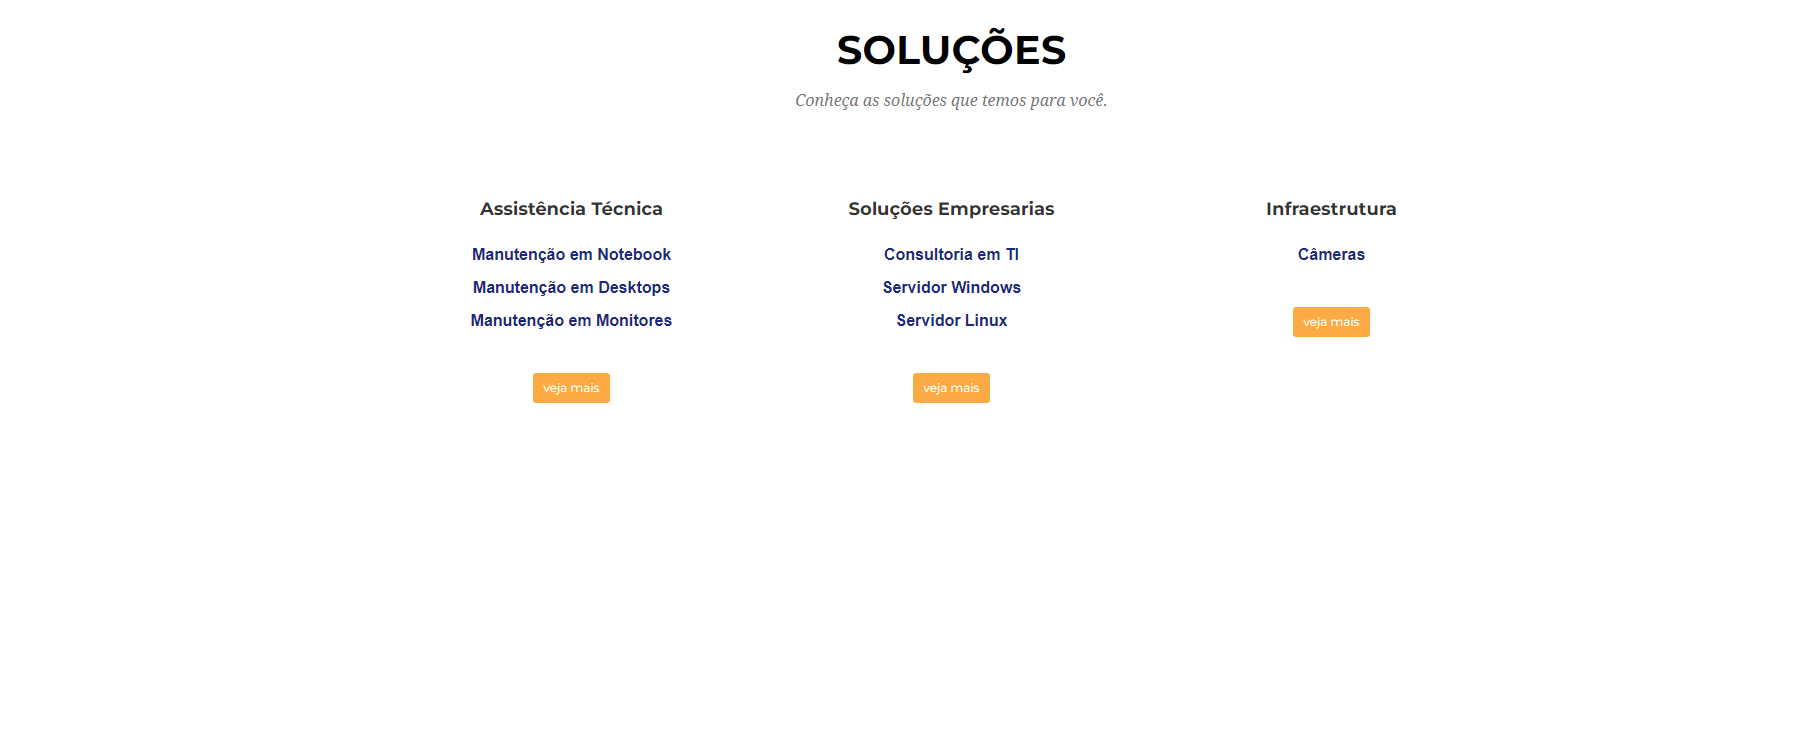 SOLUÇÕES
Conheça as soluções que temos para você.
Assistência Técnica
Manutenção em Notebook
Manutenção em Desktops
Manutenção em Monitores
veja mais
Soluções Empresarias
Consultoria em TI
Servidor Windows
Servidor Linux
veja mais
Infraestrutura
Câmeras
veja mais